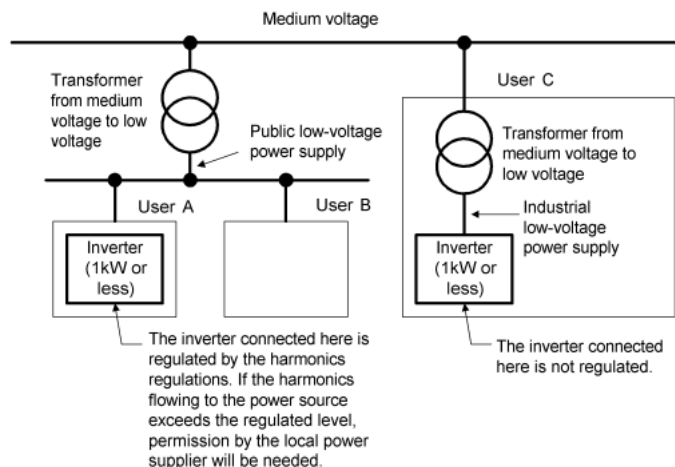 Medium voltage
Transformer
from medium
voltage to low
voltage
Public low-voltage
power supply
User C
Transformer from
medium voltage to
low voltage
Industrial
low-voltage
power supply
User A
User B
Inverter
(1kW or
less)
Inverter
(1kW or
less)
The inverter connected here is
regulated by the harmonics
regulations. If the harmonics
flowing to the power source
exceeds the regulated level,
permission by the local power
supplier will be needed.
The inverter connected
here is not regulated.